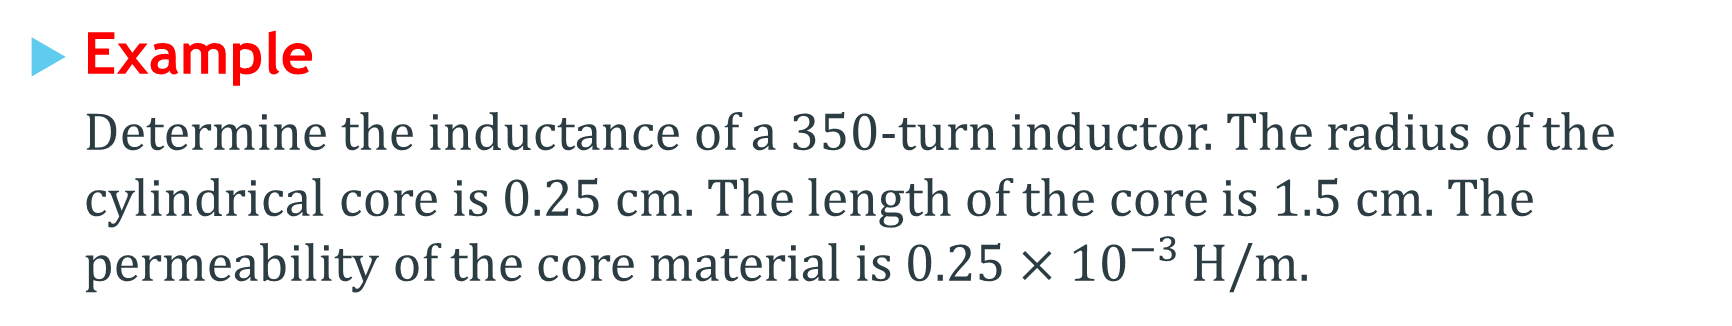 Example
Determine the inductance of a 350-turn inductor. The radius of the
cylindrical core is 0.25 cm. The length of the core is 1.5 cm. The
permeability of the core material is 0.25 × 10⁻³ H/m.